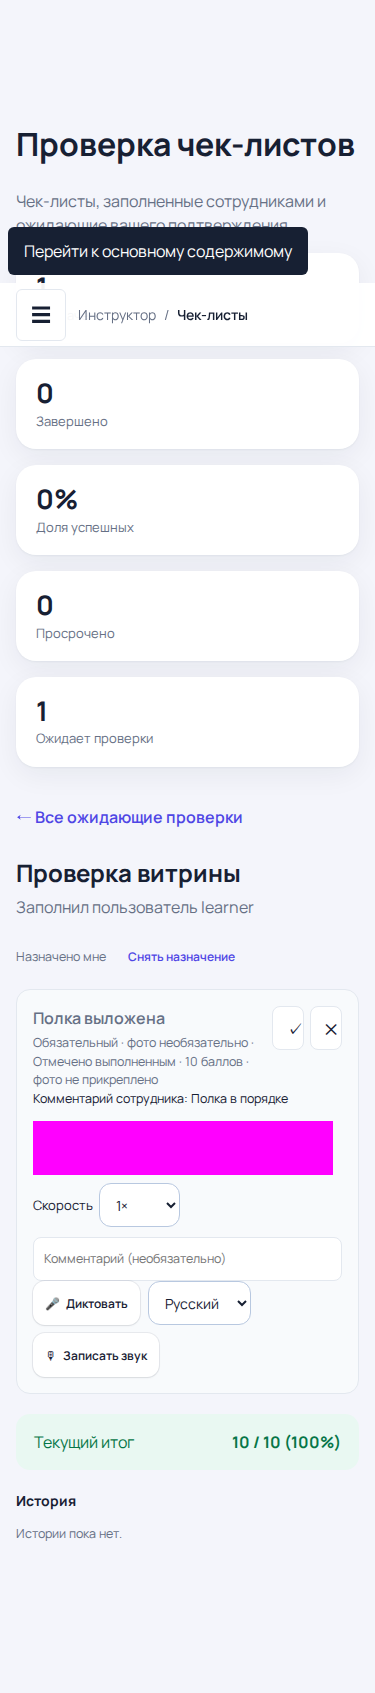 Проверка чек-листов
Чек-листы, заполненные сотрудниками и
ожидающие вашего подтверждения
Перейти к основному содержимому
Инструктор / Чек-листы
0
Завершено
0%
Доля успешных
0
Просрочено
1
Ожидает проверки
← Все ожидающие проверки
Проверка витрины
Заполнил пользователь learner
Назначено мне Снять назначение
Полка выложена
✓ ✕
Обязательный · фото необязательно ·
Отмечено выполненным · 10 баллов ·
фото не прикреплено
Комментарий сотрудника: Полка в порядке
Скорость 1×
Комментарий (необязательно)
🎤 Диктовать Русский
🎙 Записать звук
Текущий итог 10 / 10 (100%)
История
Истории пока нет.